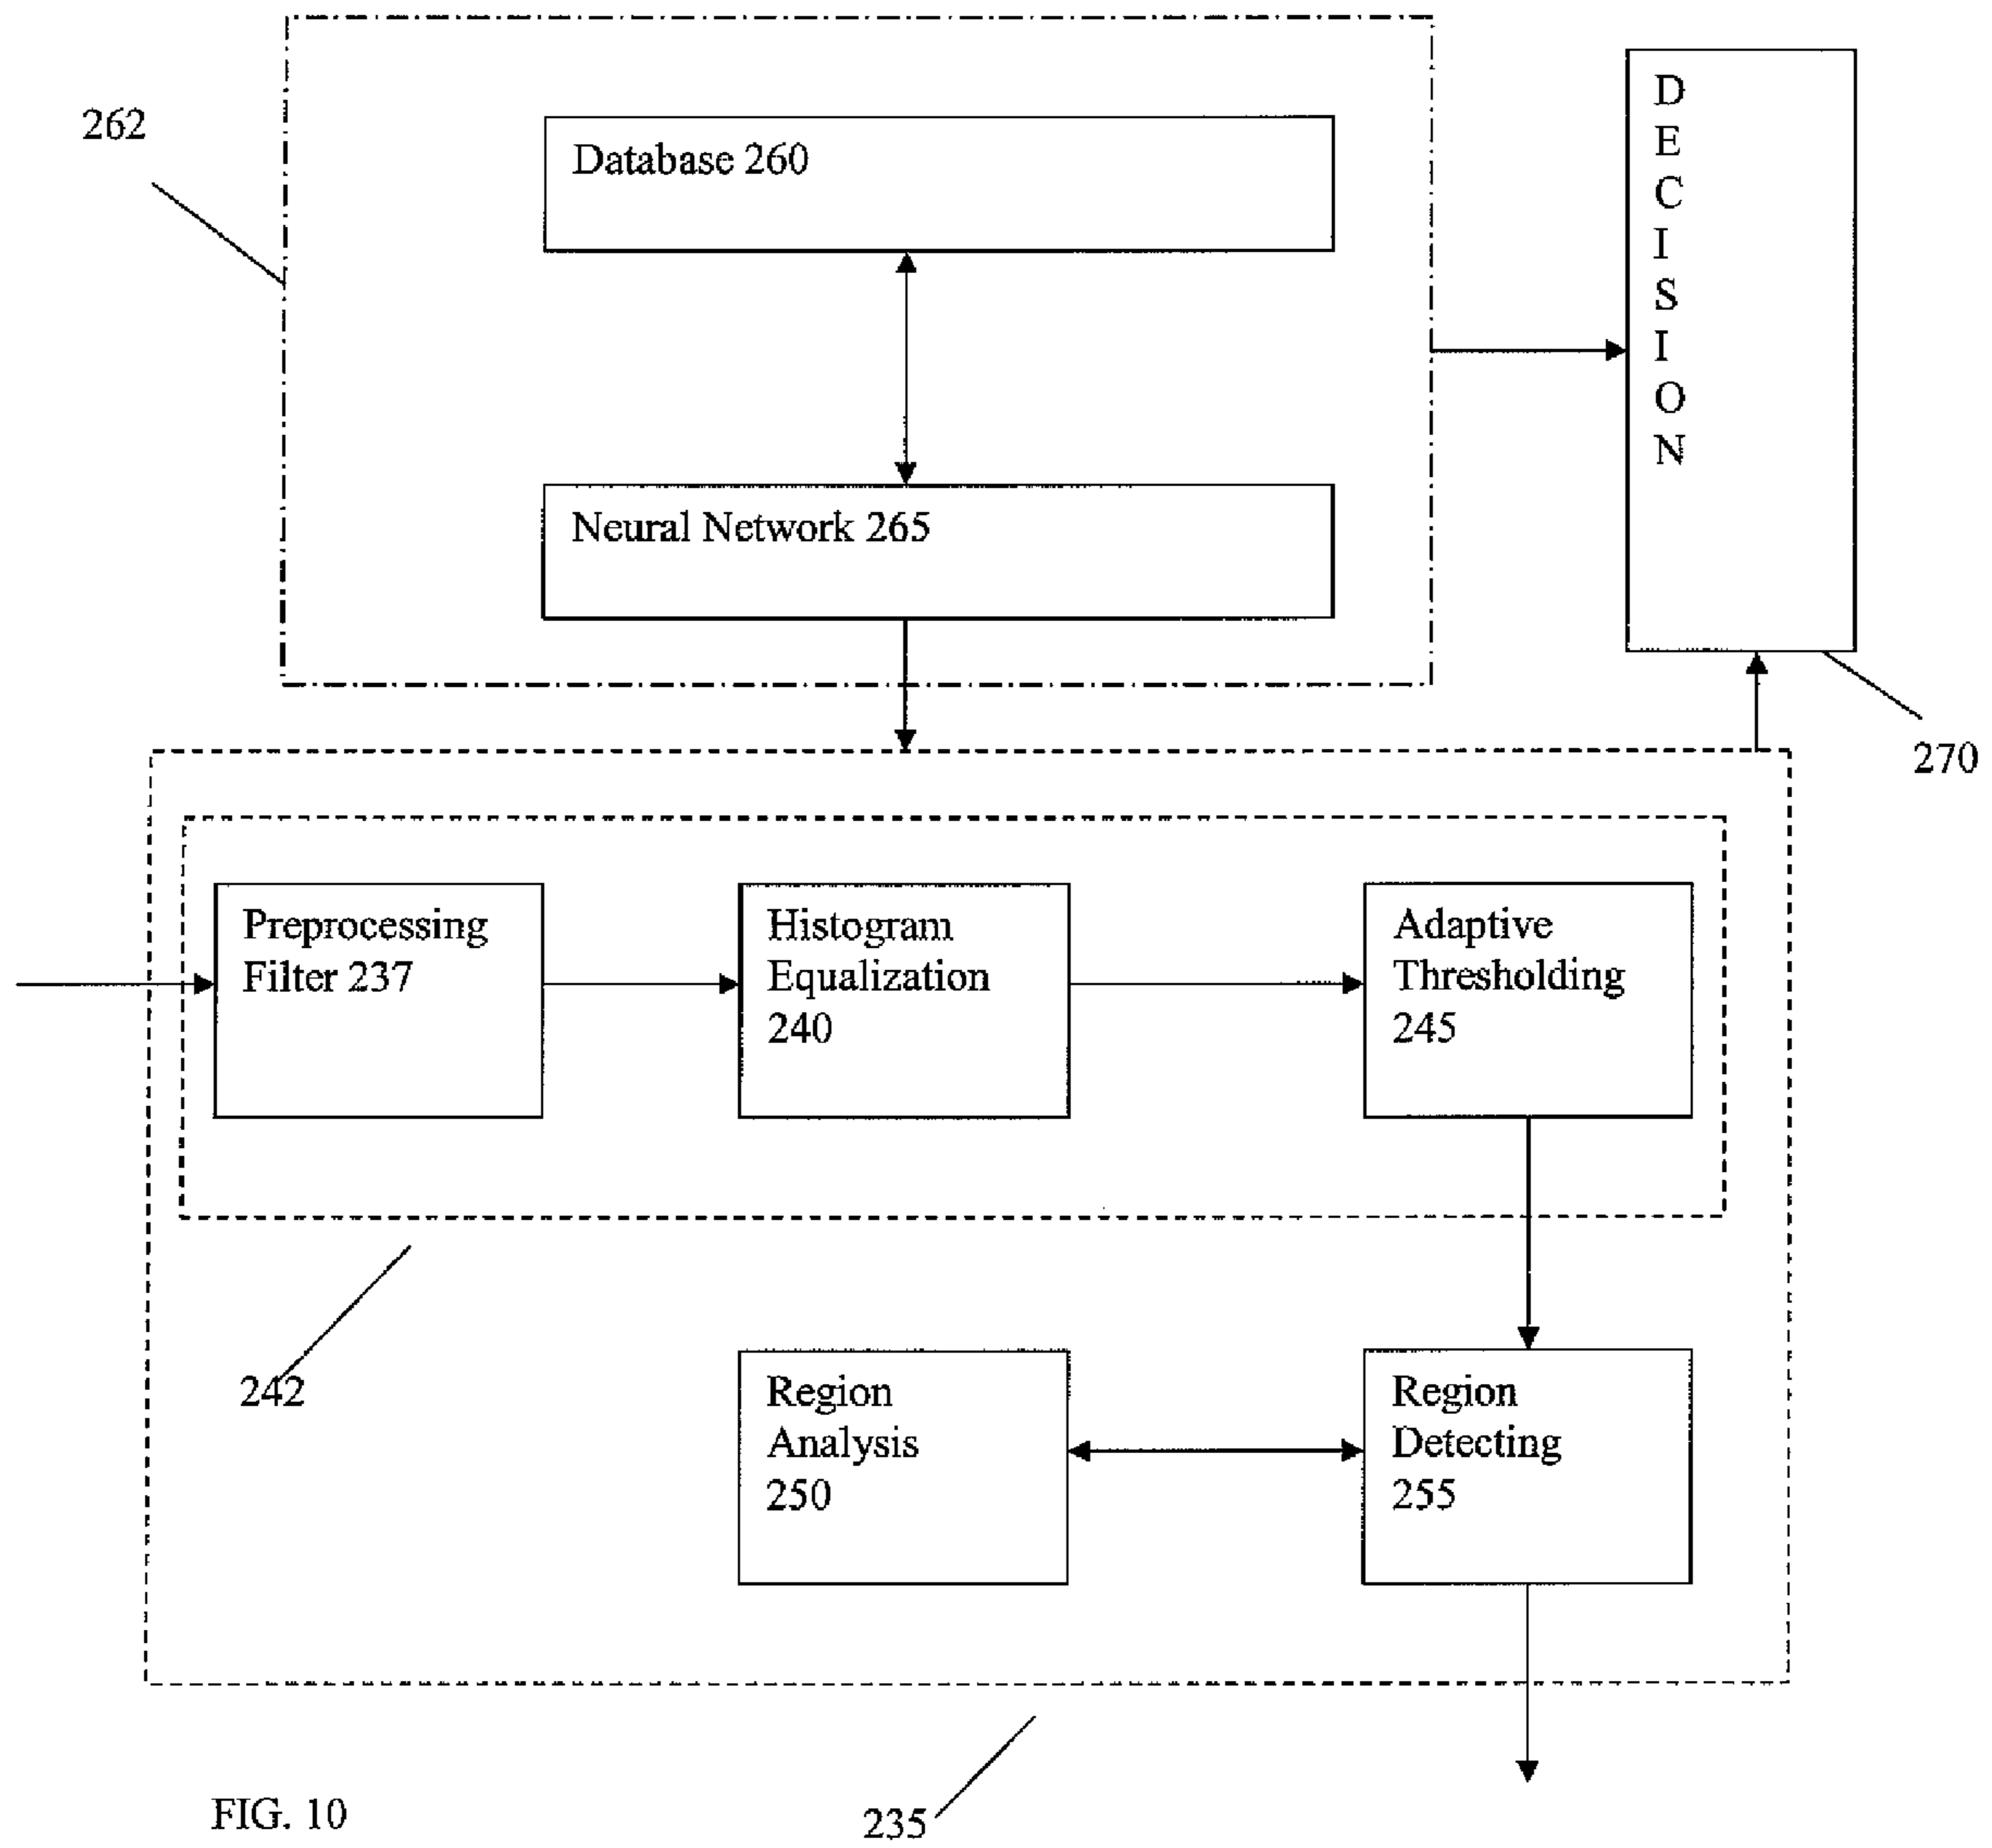 262
Database 260
Neural Network 265
D
E
C
I
S
I
O
N
270
Preprocessing
Filter 237
Histogram
Equalization
240
Adaptive
Thresholding
245
242
Region
Analysis
250
Region
Detecting
255
235
FIG. 10